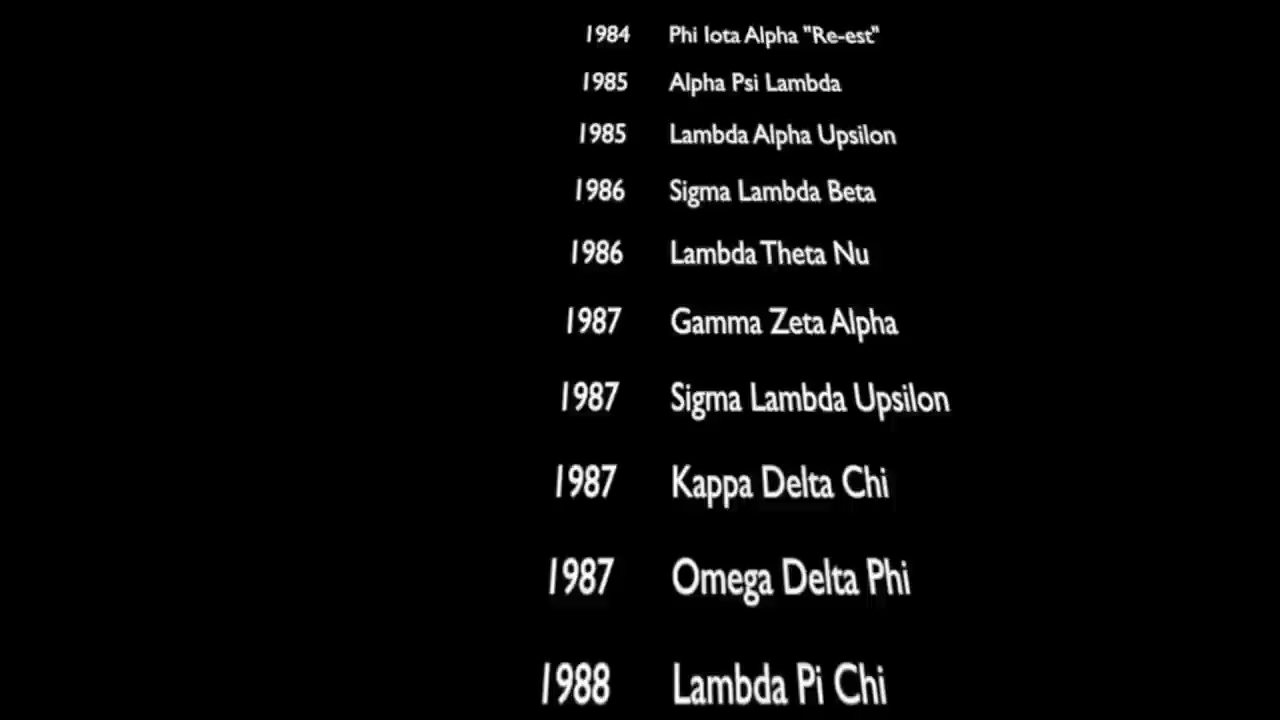 1984 Phi Iota Alpha "Re-est"
1985 Alpha Psi Lambda
1985 Lambda Alpha Upsilon
1986 Sigma Lambda Beta
1986 Lambda Theta Nu
1987 Gamma Zeta Alpha
1987 Sigma Lambda Upsilon
1987 Kappa Delta Chi
1987 Omega Delta Phi
1988 Lambda Pi Chi